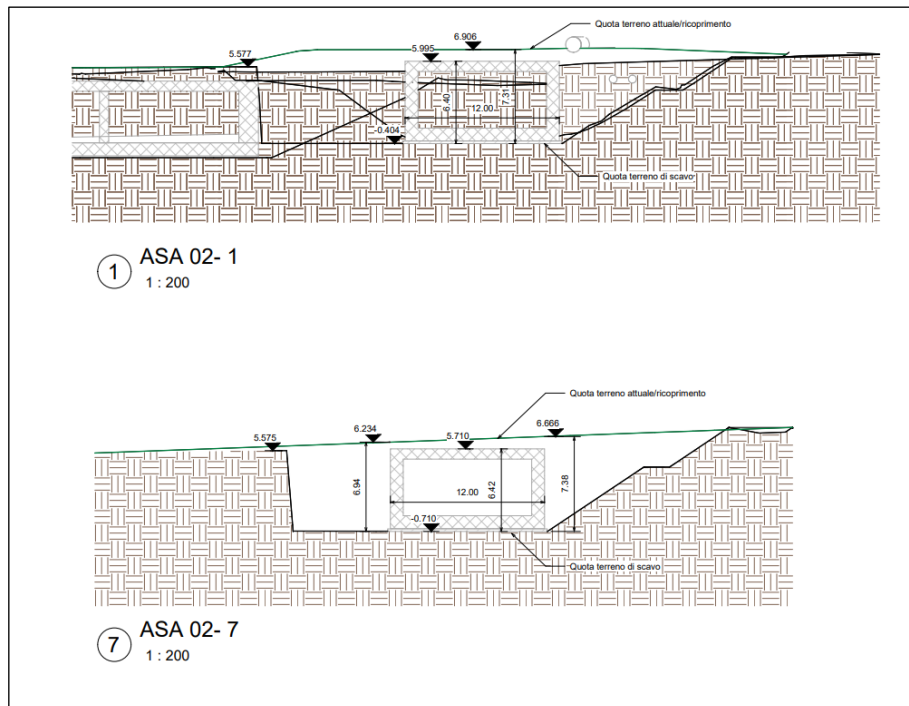 Quota terreno attuale/ricoprimento
6.906
5.995
5.577
6.40
7.31
12.00
-0.404
Quota terreno di scavo
1
ASA 02- 1
1 : 200
Quota terreno attuale/ricoprimento
6.666
6.234
5.575
5.710
6.94
12.00
6.42
7.38
-0.710
Quota terreno di scavo
7
ASA 02- 7
1 : 200